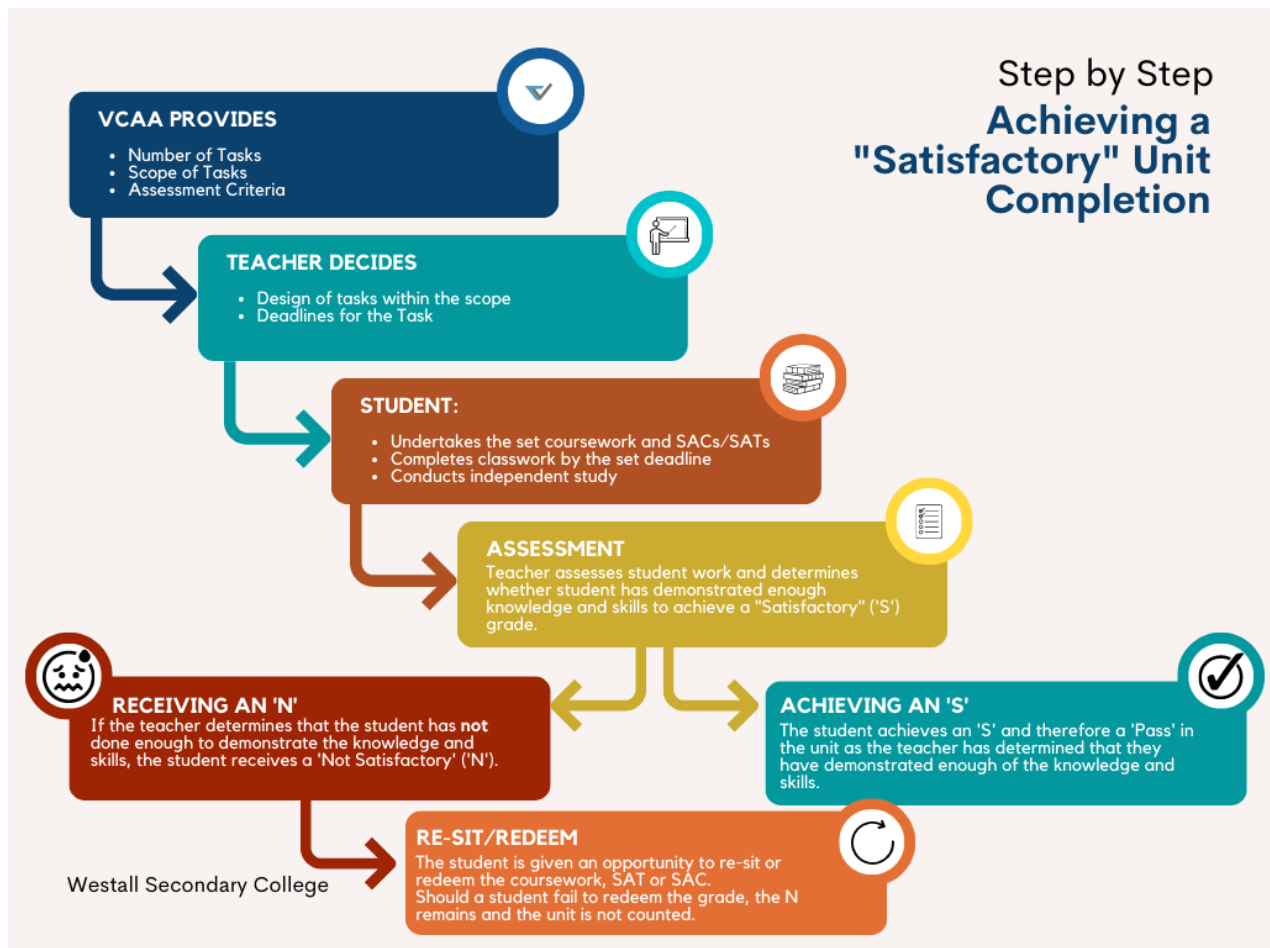 Step by Step
Achieving a
"Satisfactory" Unit
Completion
VCAA PROVIDES
• Number of Tasks
• Scope of Tasks
• Assessment Criteria
TEACHER DECIDES
• Design of tasks within the scope
• Deadlines for the Task
STUDENT:
• Undertakes the set coursework and SACs/SATs
• Completes classwork by the set deadline
• Conducts independent study
ASSESSMENT
Teacher assesses student work and determines
whether student has demonstrated enough
knowledge and skills to achieve a "Satisfactory" ('S')
grade.
RECEIVING AN 'N'
If the teacher determines that the student has not
done enough to demonstrate the knowledge and
skills, the student receives a 'Not Satisfactory' ('N').
ACHIEVING AN 'S'
The student achieves an 'S' and therefore a 'Pass' in
the unit as the teacher has determined that they
have demonstrated enough of the knowledge and
skills.
RE-SIT/REDEEM
The student is given an opportunity to re-sit or
redeem the coursework, SAT or SAC.
Should a student fail to redeem the grade, the N
remains and the unit is not counted.
Westall Secondary College